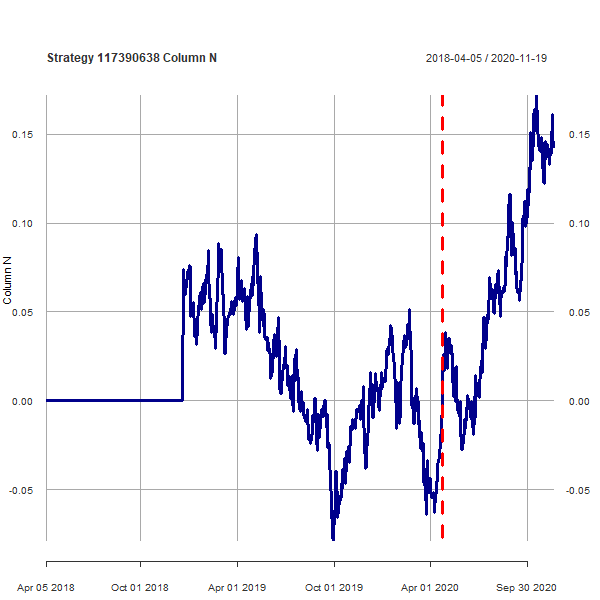 Strategy 117390638 Column N
2018-04-05 / 2020-11-19
0.15
0.15
0.10
0.10
Column N
0.05
0.05
0.00
0.00
-0.05
-0.05
Apr 05 2018
Oct 01 2018
Apr 01 2019
Oct 01 2019
Apr 01 2020
Sep 30 2020